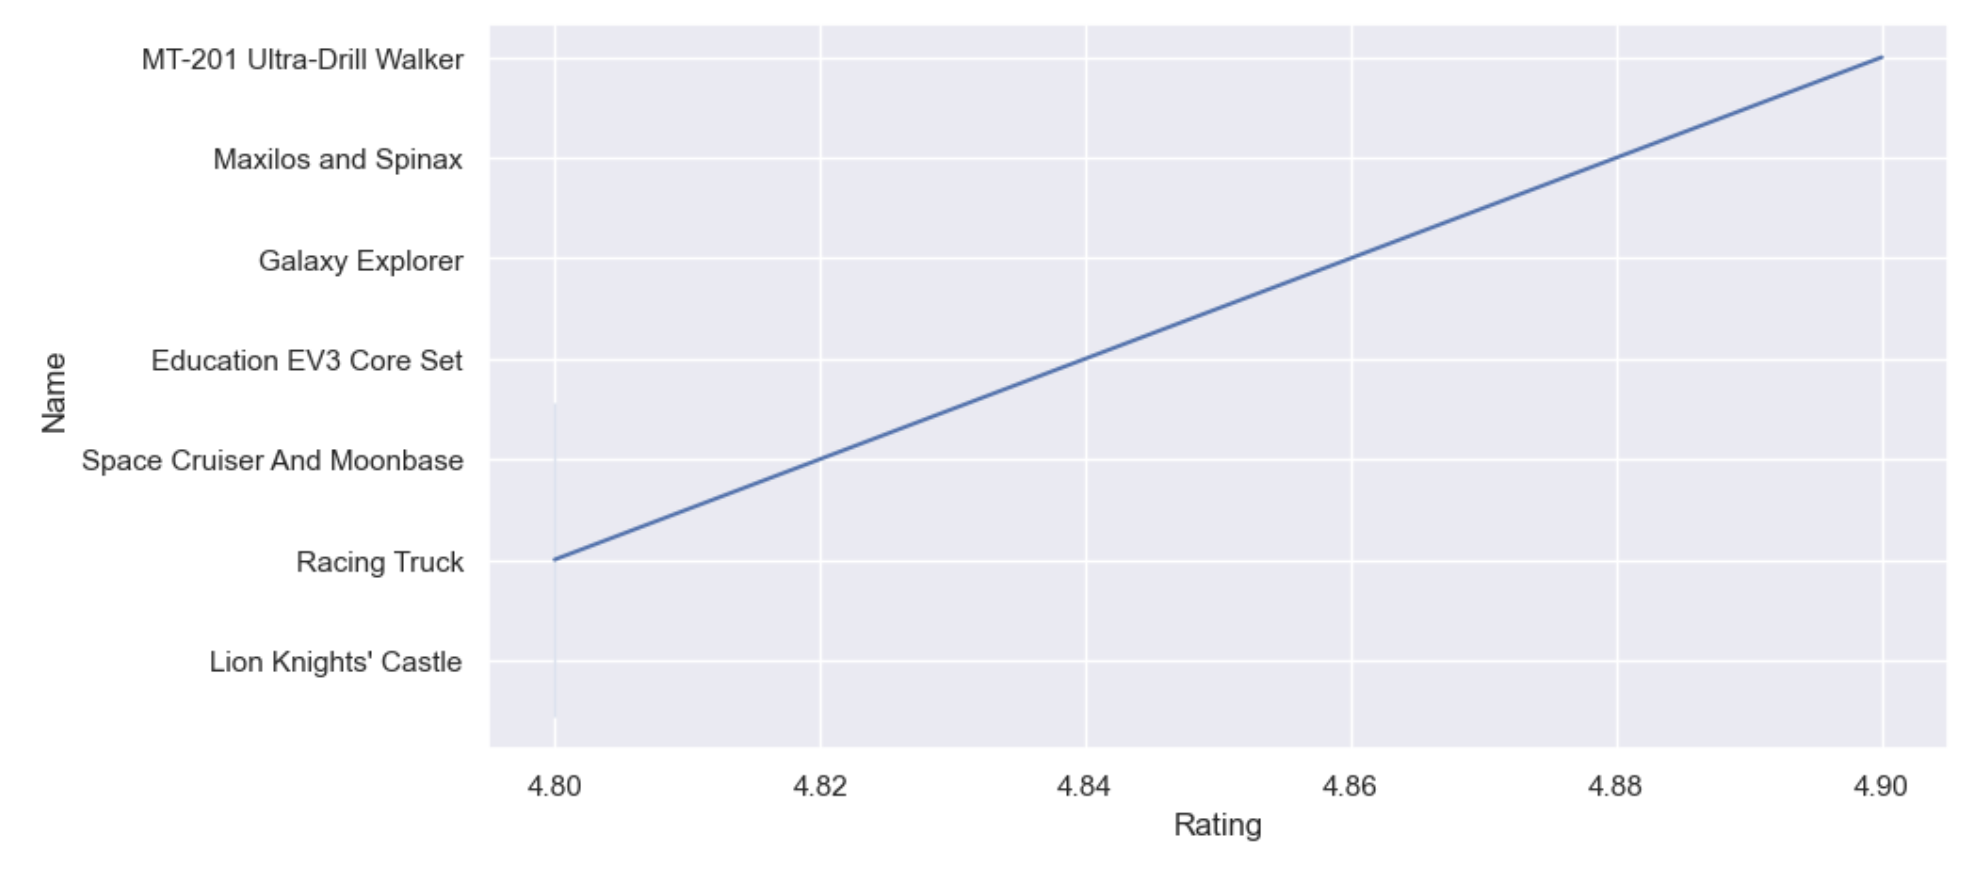 MT-201 Ultra-Drill Walker
Maxilos and Spinax
Galaxy Explorer
Education EV3 Core Set
Space Cruiser And Moonbase
Racing Truck
Lion Knights' Castle
Name
4.80 4.82 4.84 4.86 4.88 4.90
Rating